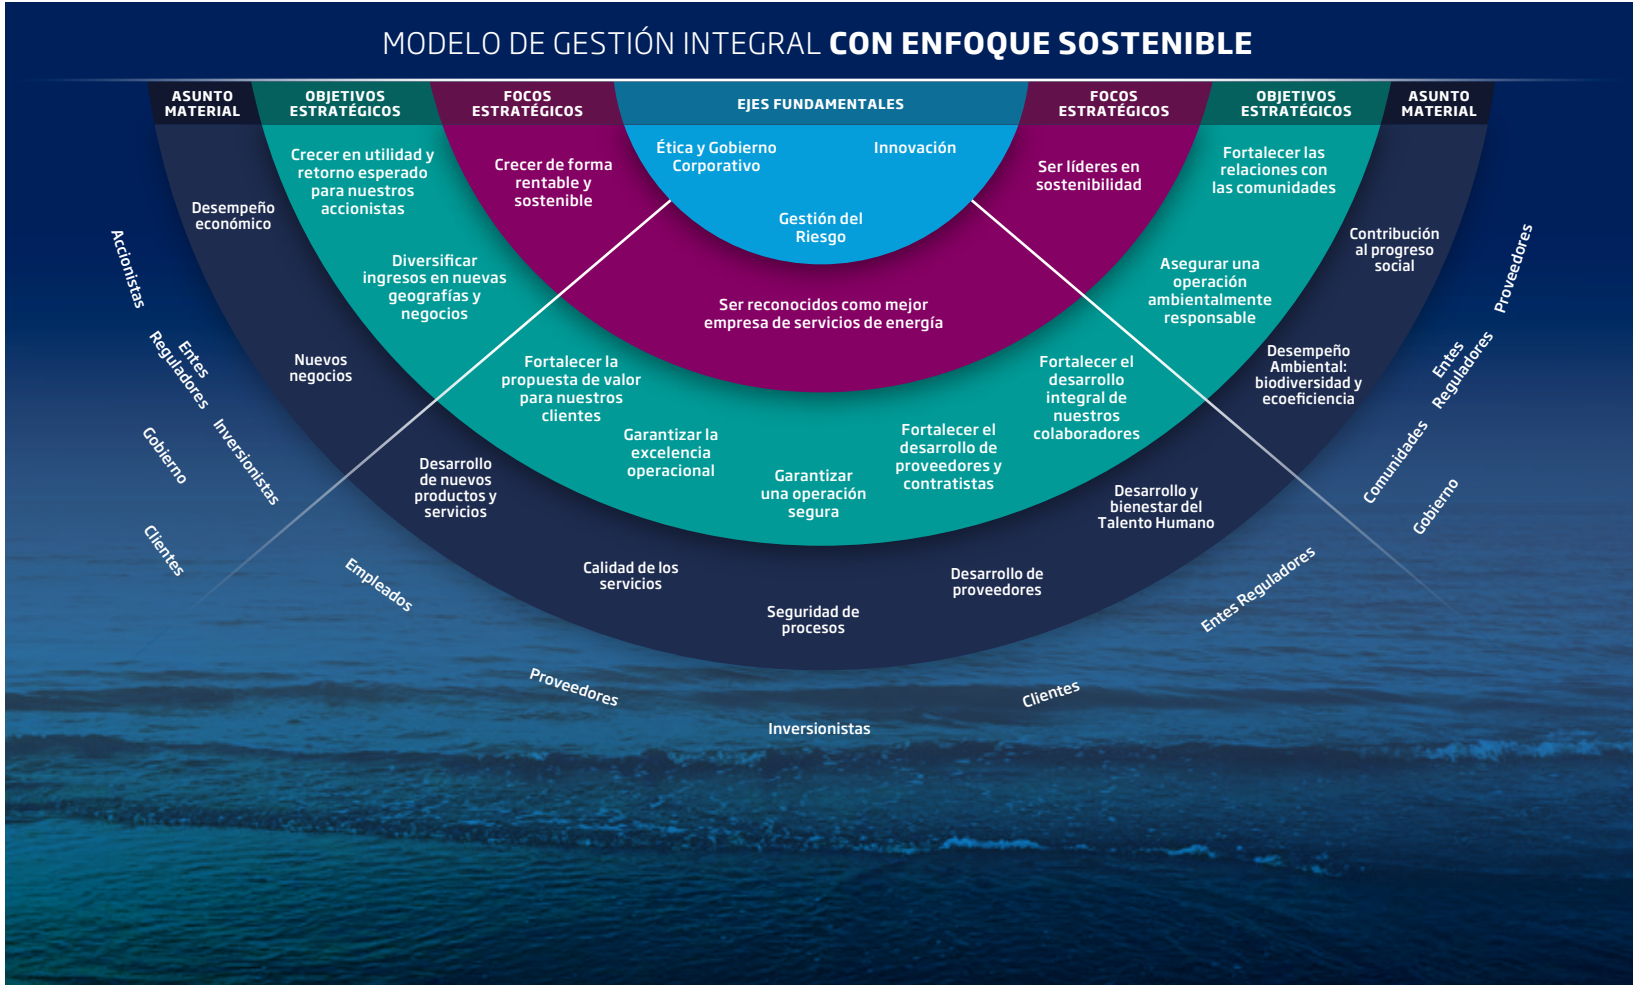 MODELO DE GESTIÓN INTEGRAL CON ENFOQUE SOSTENIBLE
ASUNTO
MATERIAL
OBJETIVOS
ESTRATÉGICOS
FOCOS
ESTRATÉGICOS
EJES FUNDAMENTALES
FOCOS
ESTRATÉGICOS
OBJETIVOS
ESTRATÉGICOS
ASUNTO
MATERIAL
Ética y Gobierno
Corporativo
Innovación
Gestión del
Riesgo
Crecer de forma
rentable y
sostenible
Ser reconocidos como mejor
empresa de servicios de energía
Ser líderes en
sostenibilidad
Crecer en utilidad y
retorno esperado
para nuestros
accionistas
Diversificar
ingresos en nuevas
geografías y
negocios
Fortalecer la
propuesta de valor
para nuestros
clientes
Garantizar la
excelencia
operacional
Garantizar
una operación
segura
Fortalecer el
desarrollo de
proveedores y
contratistas
Fortalecer el
desarrollo
integral de
nuestros
colaboradores
Asegurar una
operación
ambientalmente
responsable
Fortalecer las
relaciones con
las comunidades
Desempeño
económico
Nuevos
negocios
Desarrollo
de nuevos
productos y
servicios
Calidad de los
servicios
Seguridad de
procesos
Desarrollo de
proveedores
Desarrollo y
bienestar del
Talento Humano
Desempeño
Ambiental:
biodiversidad y
ecoeficiencia
Contribución
al progreso
social
Accionistas
Entes
Reguladores
Inversionistas
Gobierno
Clientes
Empleados
Proveedores
Inversionistas
Clientes
Entes Reguladores
Proveedores
Entes
Reguladores
Comunidades
Gobierno